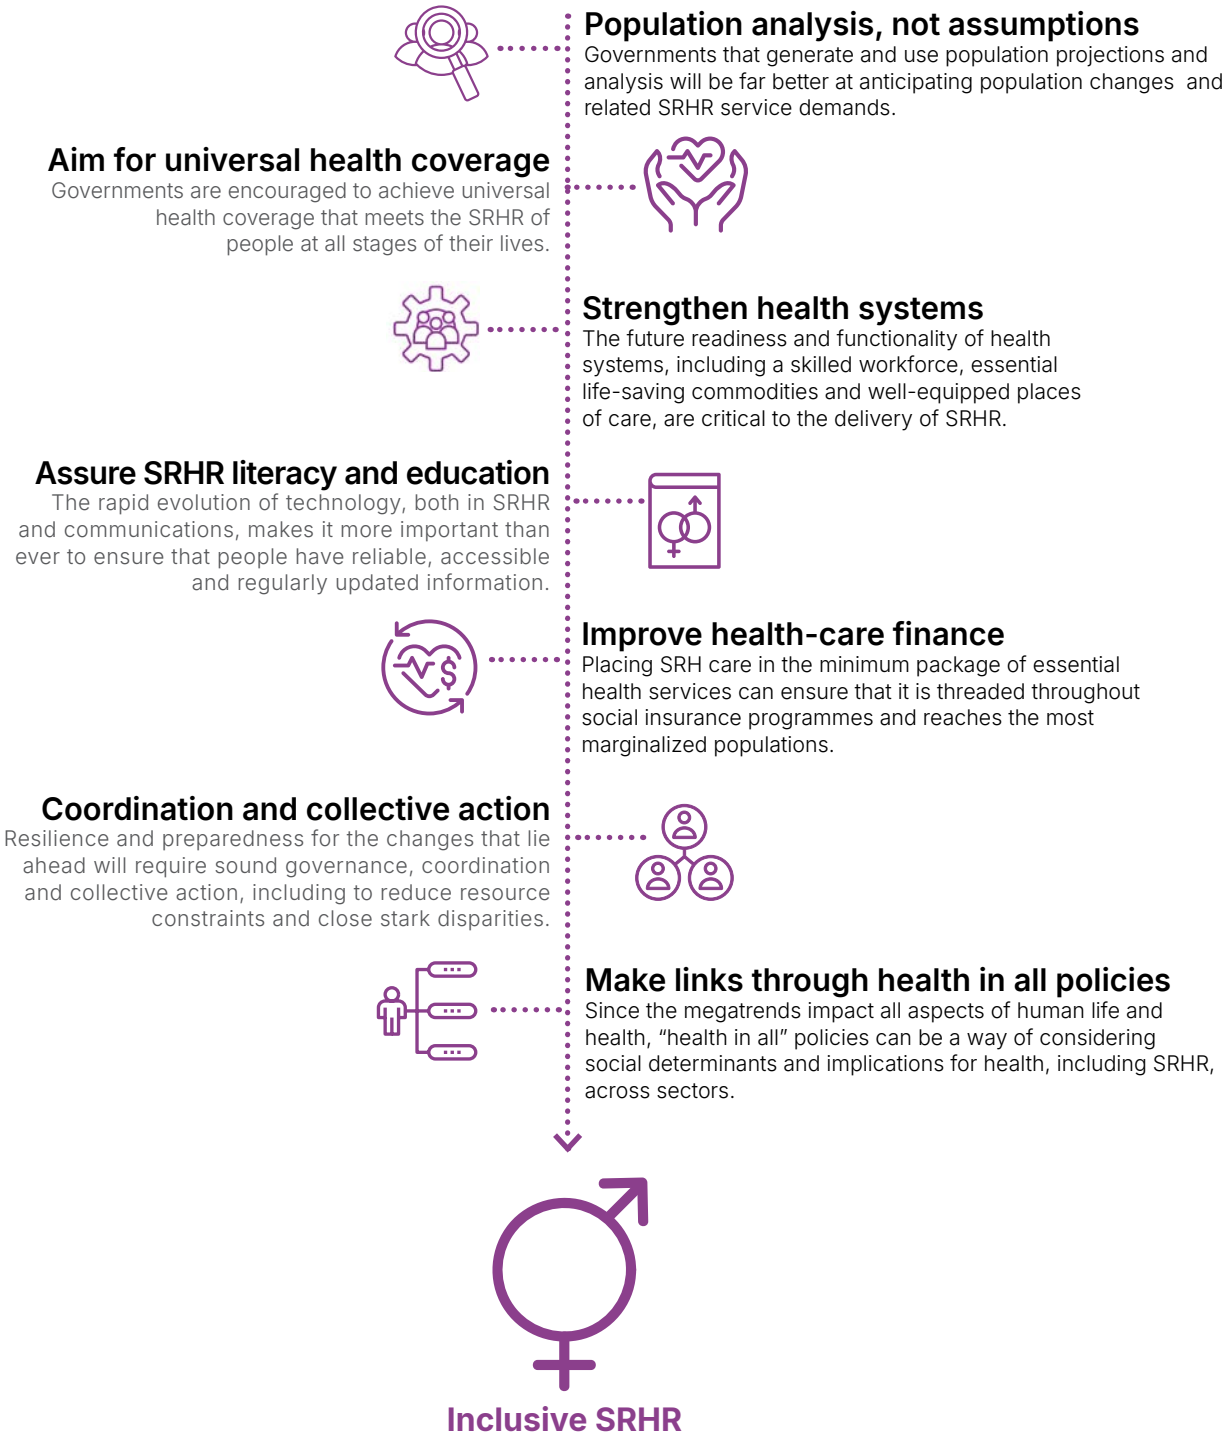 Population analysis, not assumptions
Governments that generate and use population projections and
analysis will be far better at anticipating population changes and
related SRHR service demands.
Aim for universal health coverage
Governments are encouraged to achieve universal
health coverage that meets the SRHR of
people at all stages of their lives.
Strengthen health systems
The future readiness and functionality of health
systems, including a skilled workforce, essential
life-saving commodities and well-equipped places
of care, are critical to the delivery of SRHR.
Assure SRHR literacy and education
The rapid evolution of technology, both in SRHR
and communications, makes it more important than
ever to ensure that people have reliable, accessible
and regularly updated information.
Improve health-care finance
Placing SRH care in the minimum package of essential
health services can ensure that it is threaded throughout
social insurance programmes and reaches the most
marginalized populations.
Coordination and collective action
Resilience and preparedness for the changes that lie
ahead will require sound governance, coordination
and collective action, including to reduce resource
constraints and close stark disparities.
Make links through health in all policies
Since the megatrends impact all aspects of human life and
health, “health in all” policies can be a way of considering
social determinants and implications for health, including SRHR,
across sectors.
Inclusive SRHR